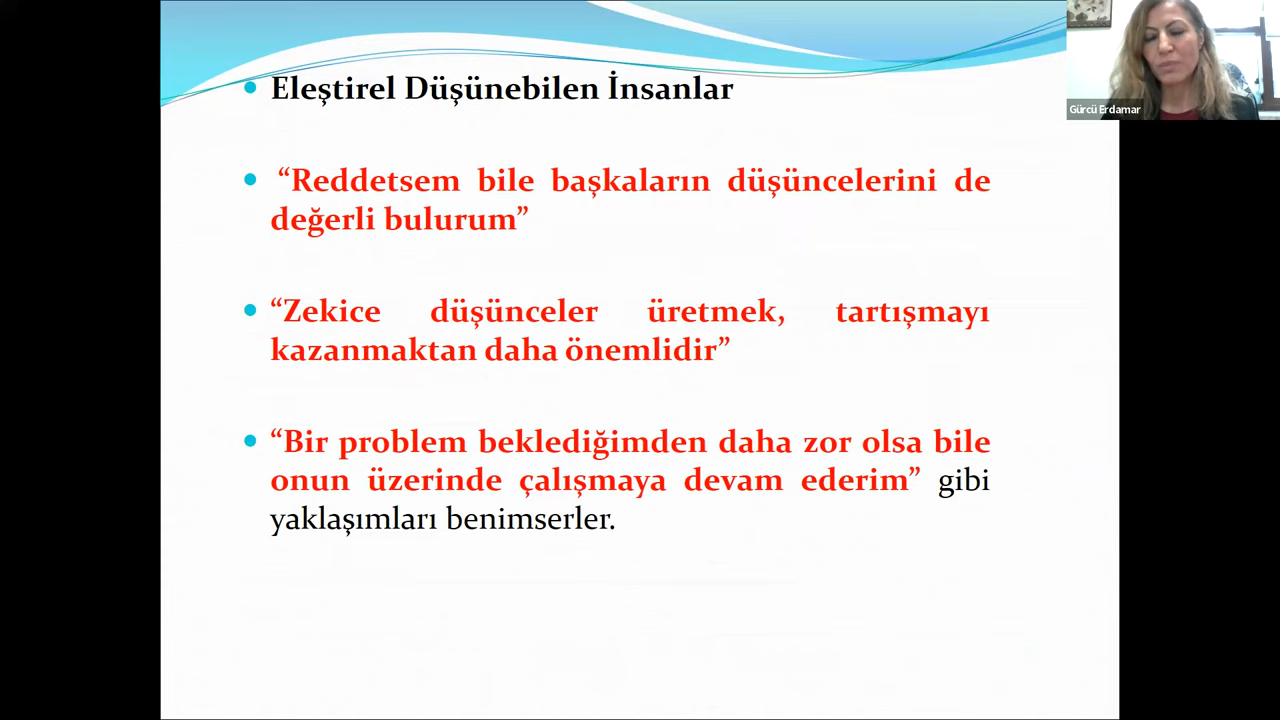 Eleştirel Düşünebilen İnsanlar
“Reddetsem bile başkaların düşüncelerini de
değerli bulurum”
“Zekice düşünceler üretmek, tartışmayı
kazanmaktan daha önemlidir”
“Bir problem beklediğimden daha zor olsa bile
onun üzerinde çalışmaya devam ederim” gibi
yaklaşımları benimserler.
Gürcü Erdamar